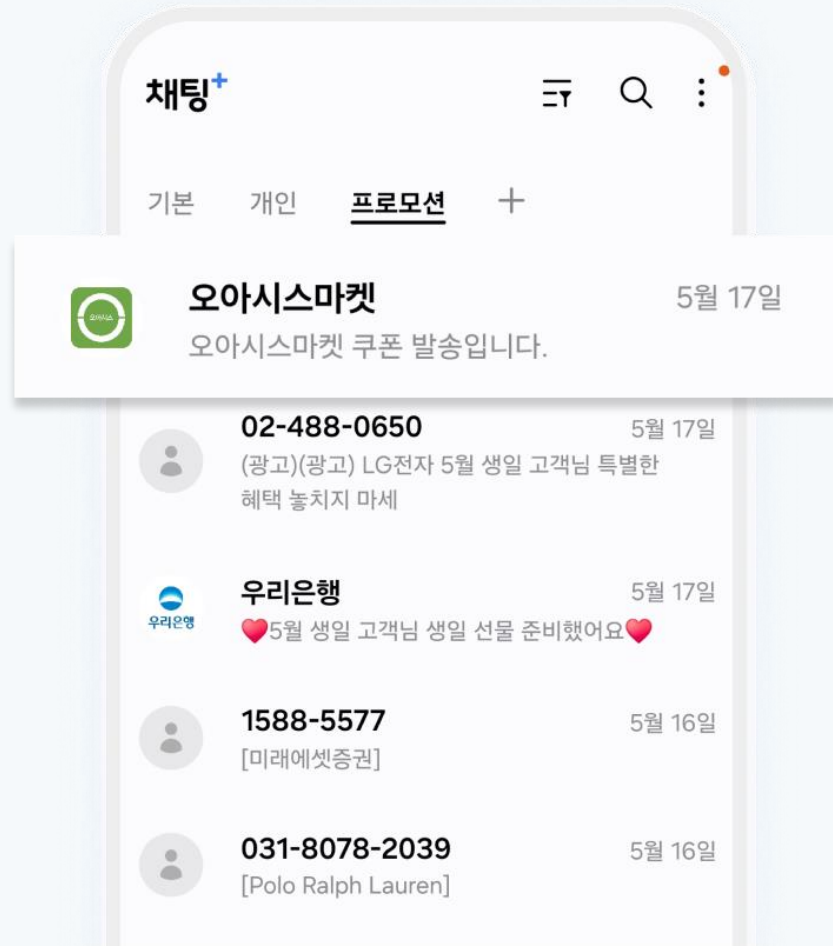 채팅+
기본 개인 프로모션 +
오아시스마켓 5월 17일
오아시스
오아시스마켓 쿠폰 발송입니다.
02-488-0650 5월 17일
(광고)(광고) LG전자 5월 생일 고객님 특별한
혜택 놓치지 마세
우리은행 5월 17일
우리은행
❤️5월 생일 고객님 생일 선물 준비했어요❤️
1588-5577 5월 16일
[미래에셋증권]
031-8078-2039 5월 16일
[Polo Ralph Lauren]